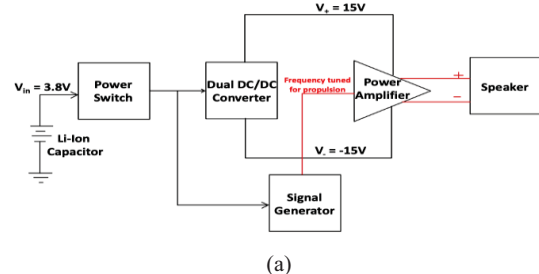 V+ = 15V
Vin = 3.8V
Power
Switch
Dual DC/DC
Converter
Frequency tuned
for propulsion
Power
Amplifier
+
−
Speaker
Li-Ion
Capacitor
V- = -15V
Signal
Generator
(a)